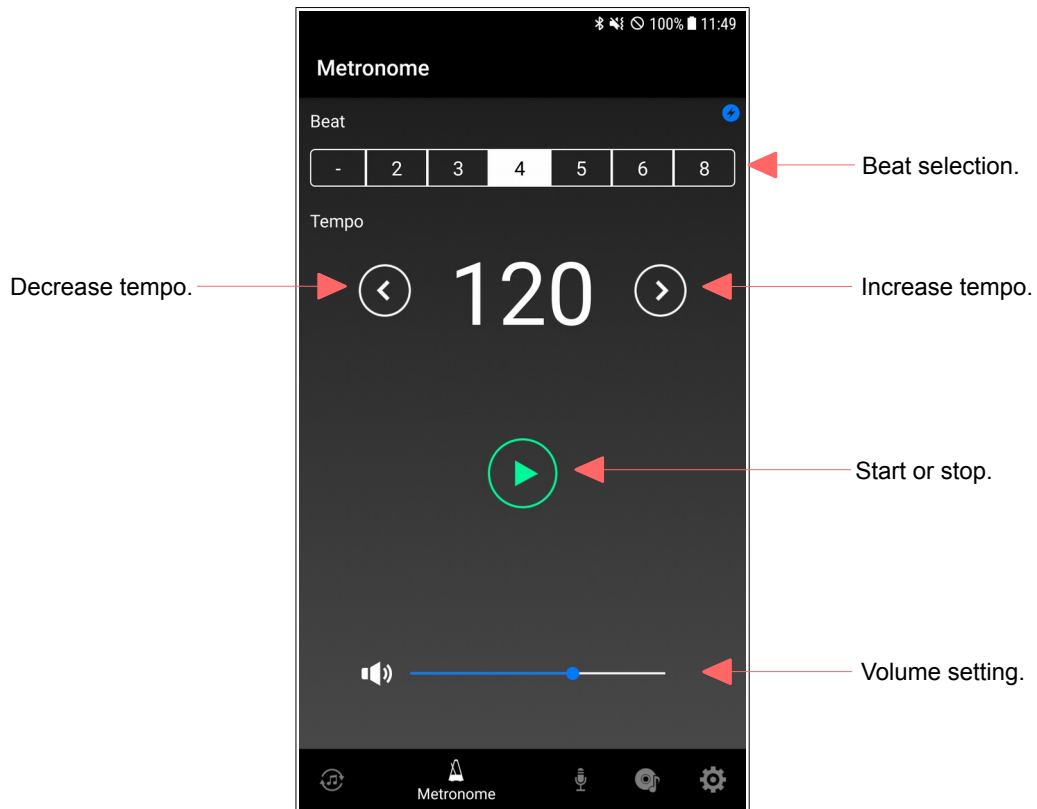 100% 11:49
Metronome
Beat
- 2 3 4 5 6 8
Beat selection.
Tempo
Decrease tempo.
120
Increase tempo.
Start or stop.
Volume setting.
Metronome